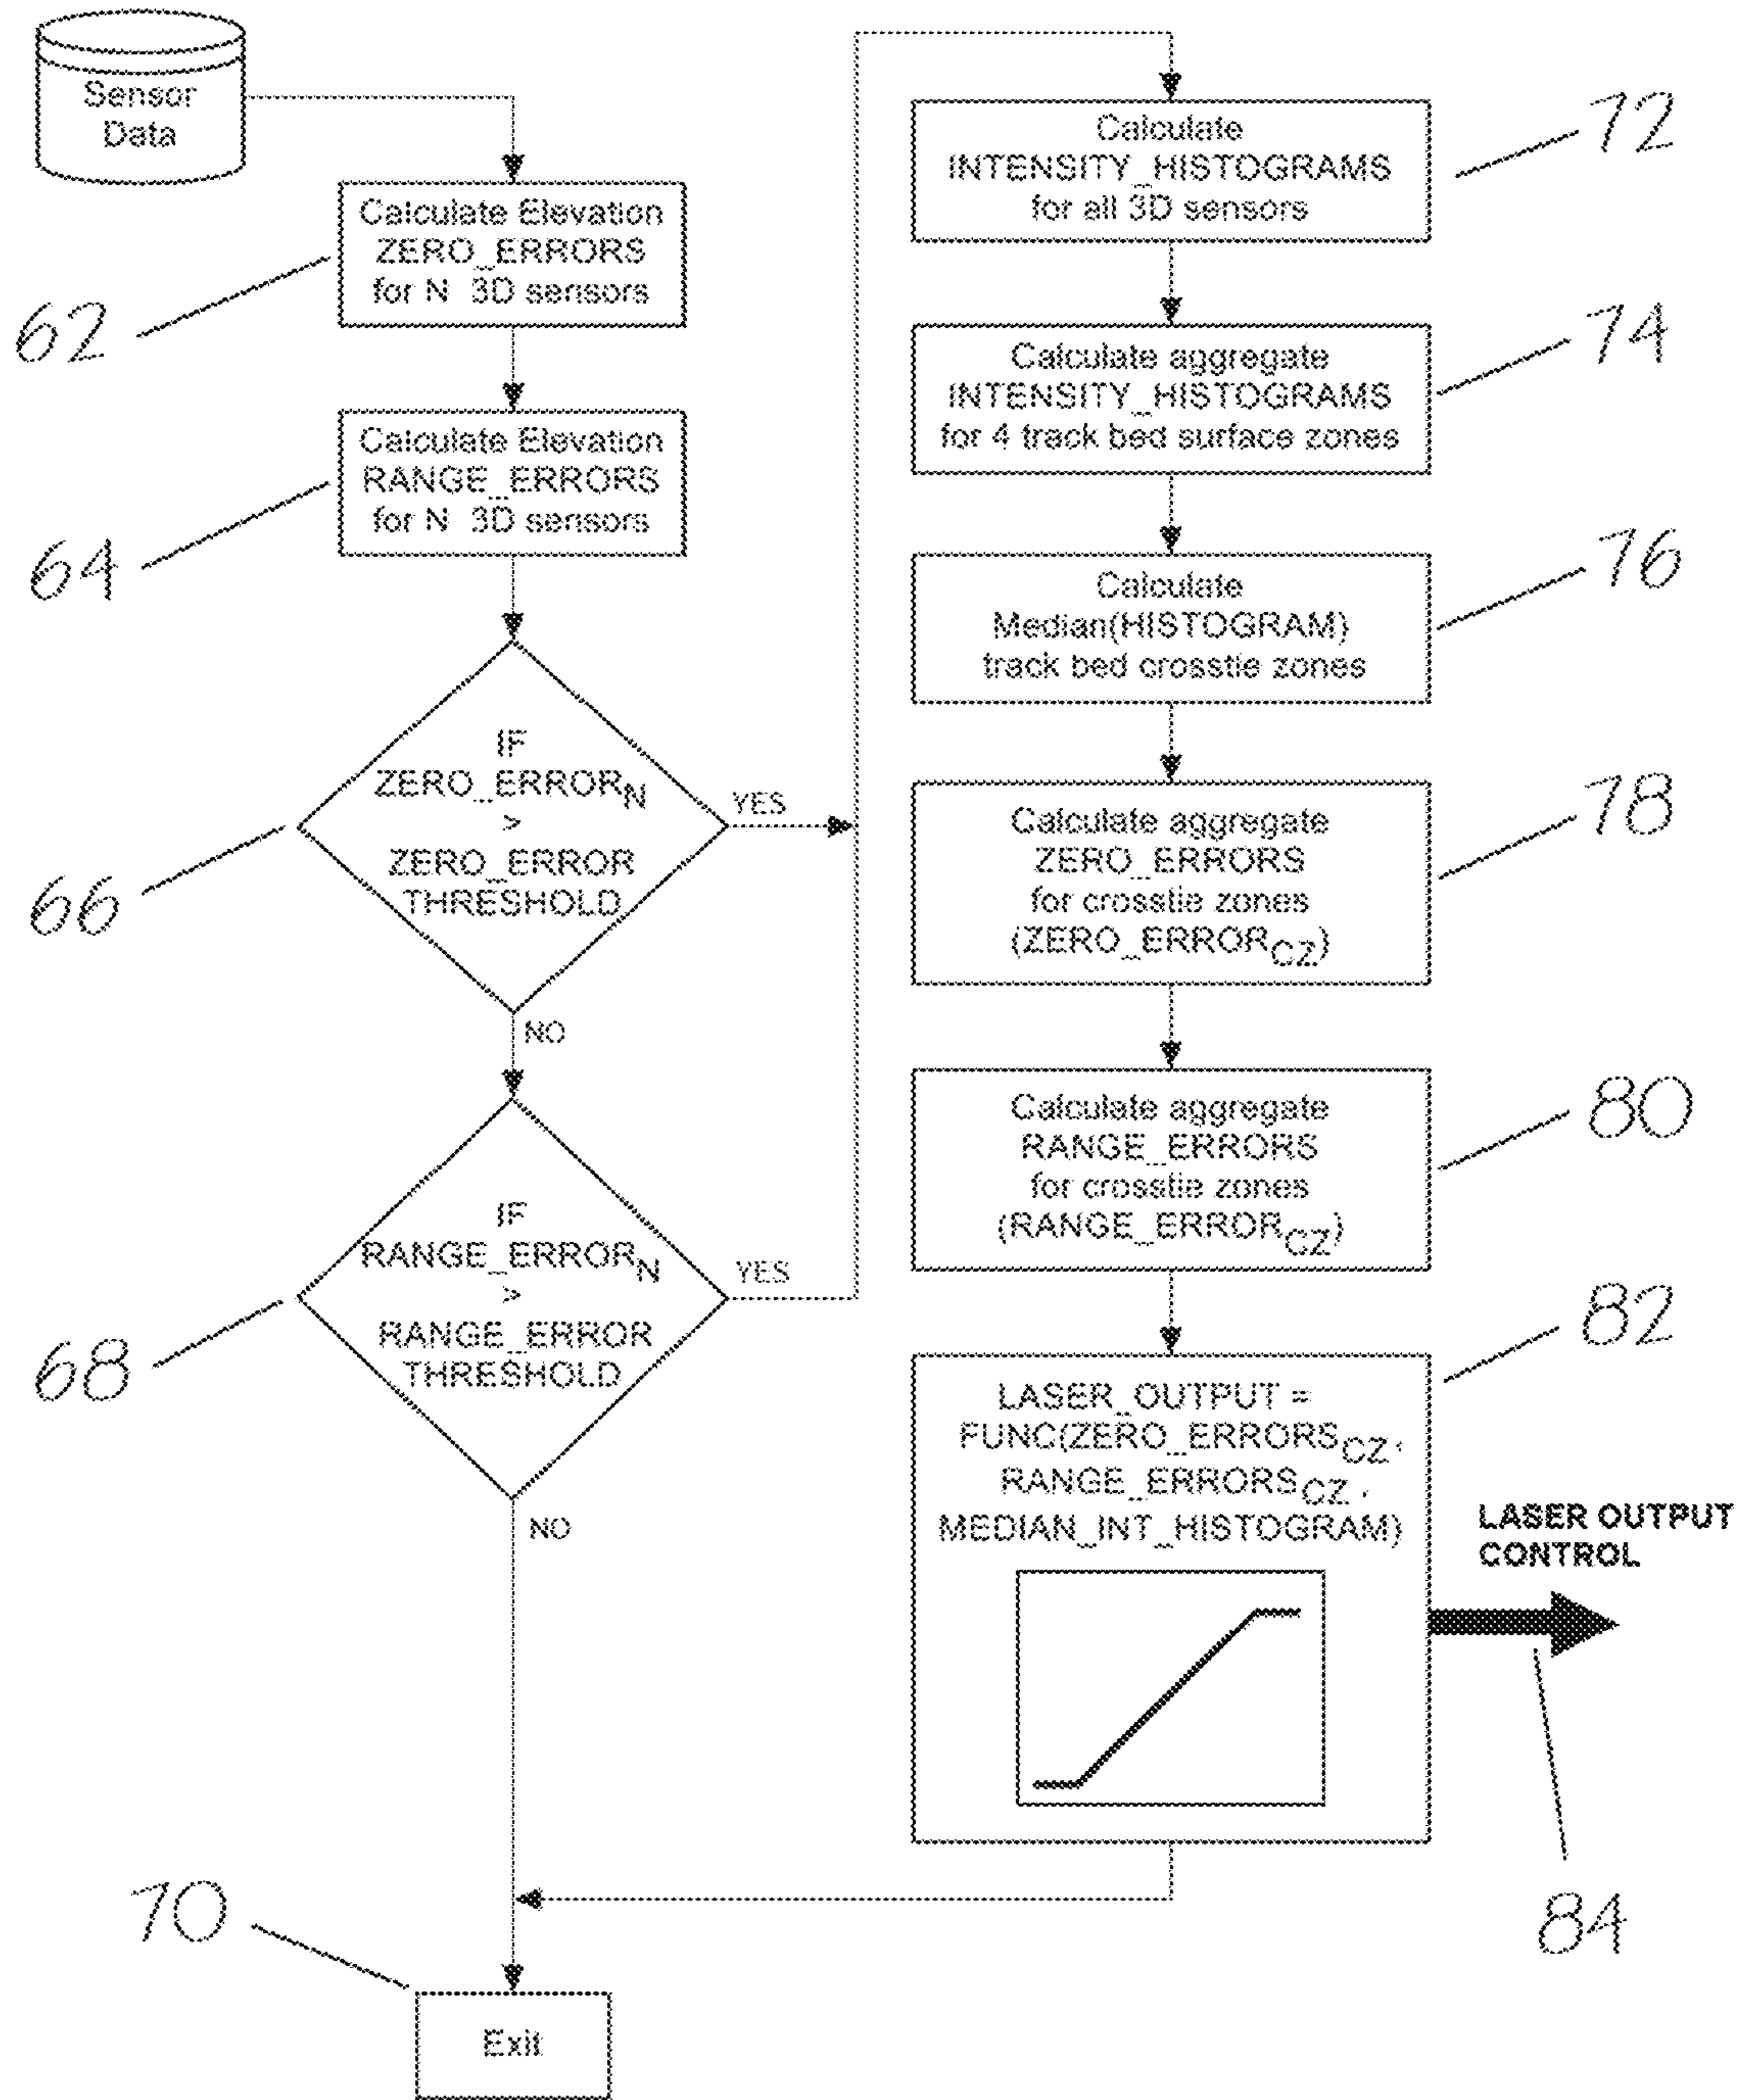 Sensor
Data
Calculate Elevation
ZERO_ERRORS
for N 3D sensors
62
Calculate Elevation
RANGE_ERRORS
for N 3D sensors
64
IF
ZERO_ERRORN
>
ZERO_ERROR
THRESHOLD
YES
66
NO
IF
RANGE_ERRORN
>
RANGE_ERROR
THRESHOLD
YES
68
NO
70
Exit
Calculate
INTENSITY_HISTOGRAMS
for all 3D sensors
72
Calculate aggregate
INTENSITY_HISTOGRAMS
for 4 track bed surface zones
74
Calculate
Median(HISTOGRAM)
track bed crosstie zones
76
Calculate aggregate
ZERO_ERRORS
for crosstie zones
(ZERO_ERRORCZ)
78
Calculate aggregate
RANGE_ERRORS
for crosstie zones
(RANGE_ERRORCZ)
80
LASER_OUTPUT =
FUNC(ZERO_ERRORSCZ,
RANGE_ERRORSCZ,
MEDIAN_INT_HISTOGRAM)
82
LASER OUTPUT
CONTROL
84